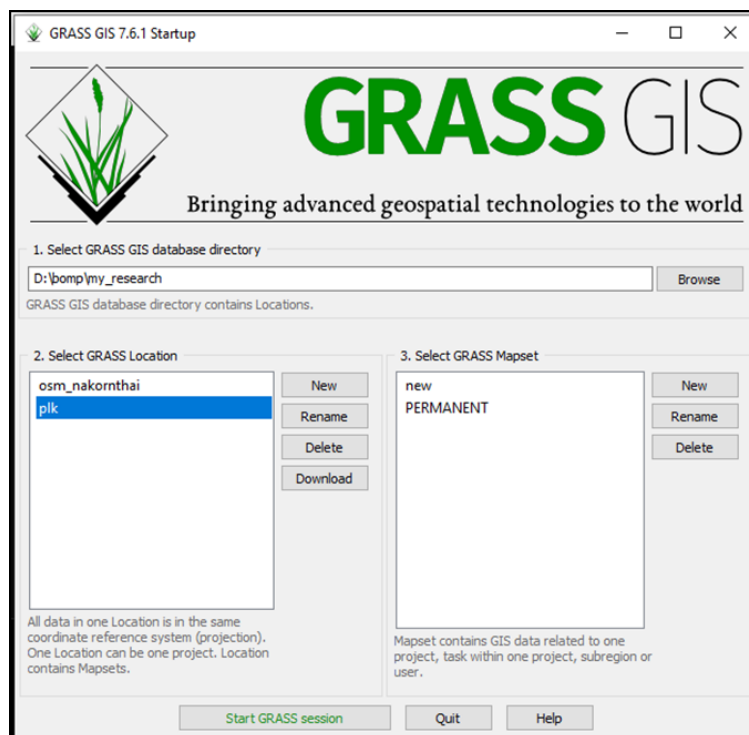 GRASS GIS 7.6.1 Startup
GRASS GIS
Bringing advanced geospatial technologies to the world
1. Select GRASS GIS database directory
D:\bomp\my_research
Browse
GRASS GIS database directory contains Locations.
2. Select GRASS Location
osm_nakornthai
plk
New
Rename
Delete
Download
All data in one Location is in the same
coordinate reference system (projection).
One Location can be one project. Location
contains Mapsets.
3. Select GRASS Mapset
new
PERMANENT
New
Rename
Delete
Mapset contains GIS data related to one
project, task within one project, subregion or
user.
Start GRASS session
Quit
Help